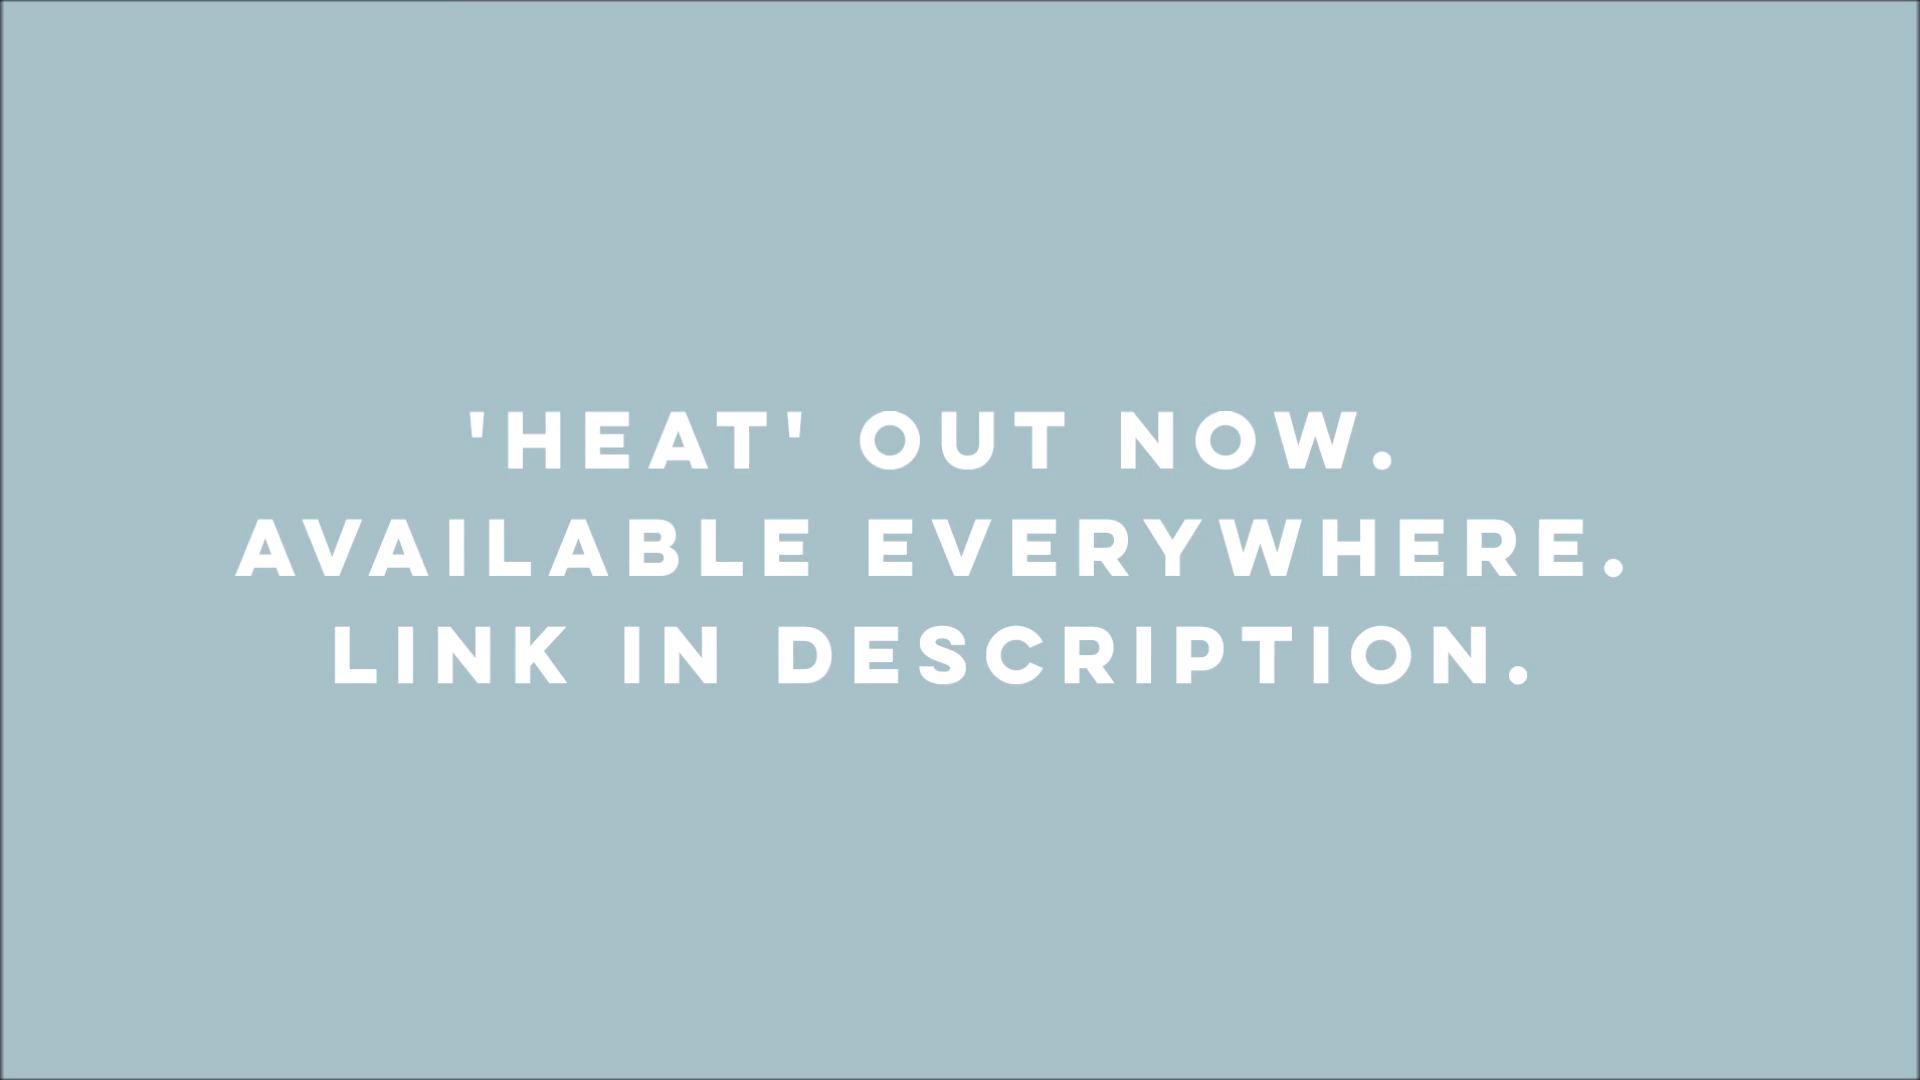 'HEAT' OUT NOW.
AVAILABLE EVERYWHERE.
LINK IN DESCRIPTION.